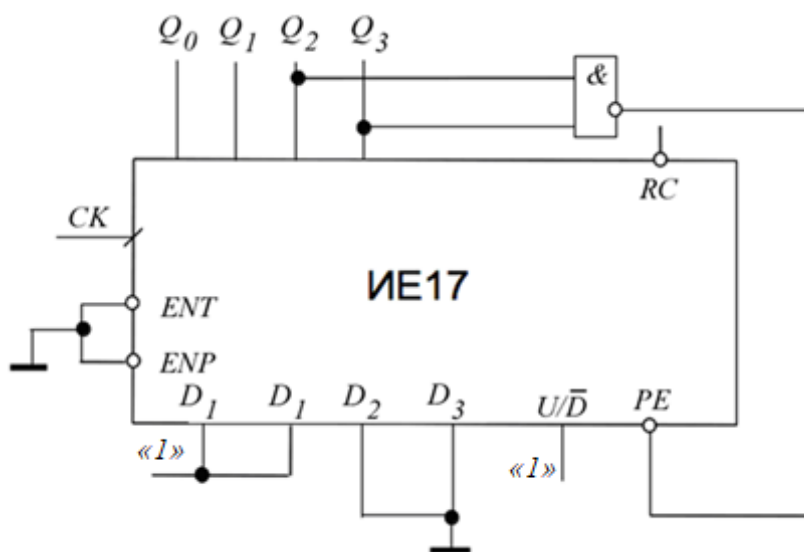 Q0 Q1 Q2 Q3
&
RC
CK
ИЕ17
ENT
ENP
D1 D1 D2 D3 U/D̅ PE
«1» «1»